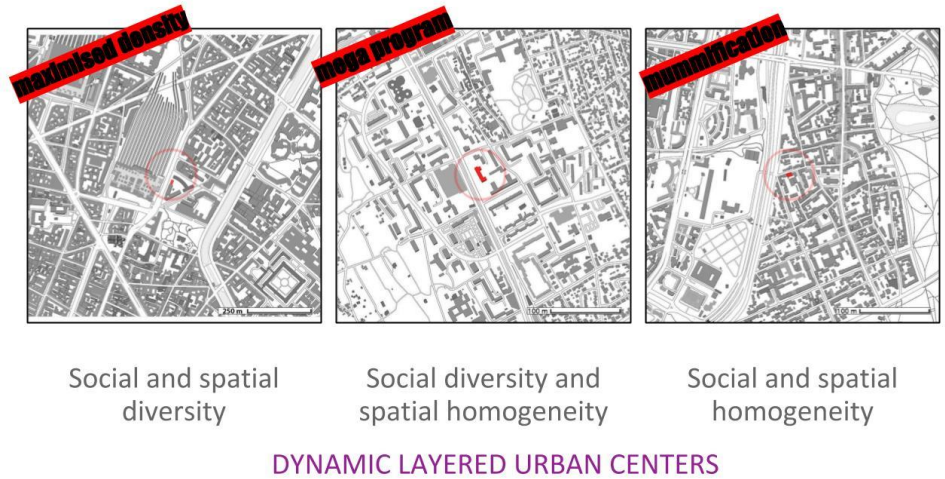 maximised density
mega program
mummification
250 m
100 m
100 m
Social and spatial
diversity
Social diversity and
spatial homogeneity
Social and spatial
homogeneity
DYNAMIC LAYERED URBAN CENTERS